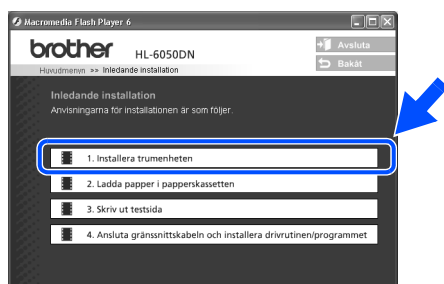 Macromedia Flash Player 6
brother HL-6050DN
Avsluta
Bakåt
Huvudmenyn >> Inledande installation
Inledande installation
Anvisningarna för installationen är som följer.
1. Installera trumenheten
2. Ladda papper i papperskassetten
3. Skriv ut testsida
4. Ansluta gränssnittskabeln och installera drivrutinen/programmet